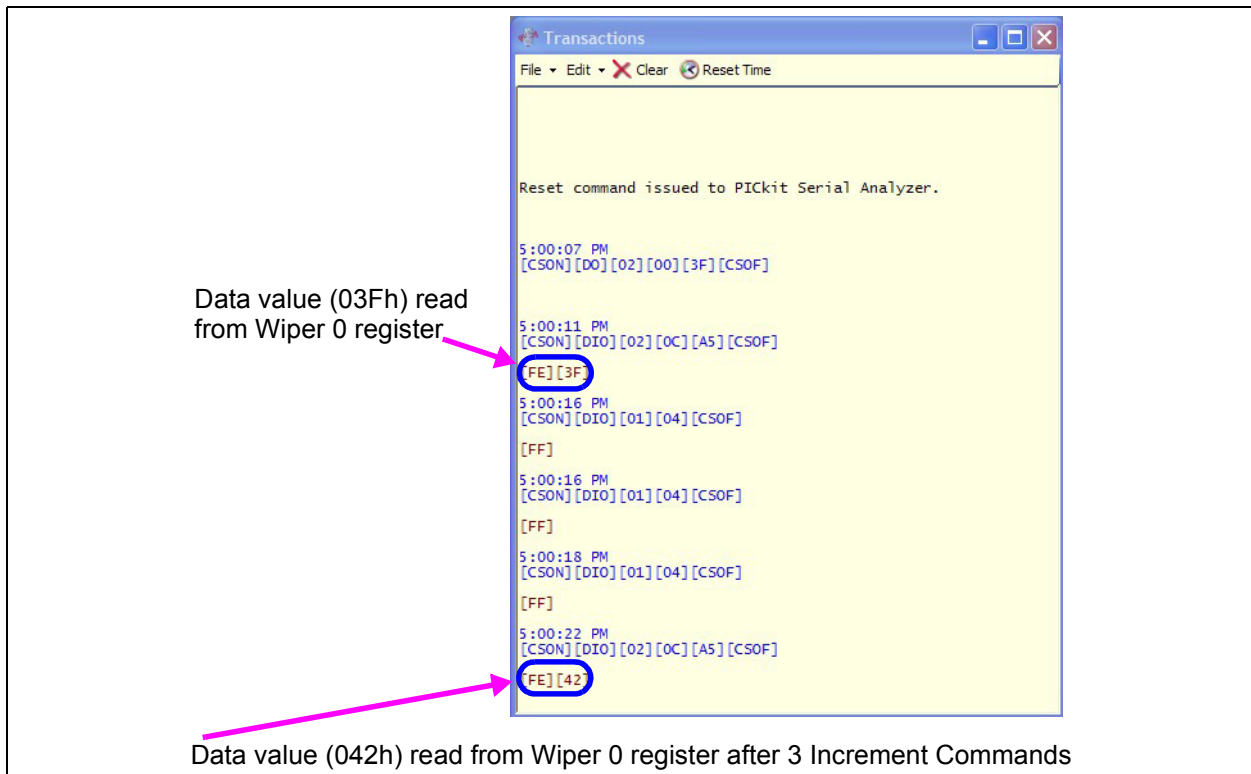 Transactions
File Edit Clear Reset Time
Reset command issued to PICkit Serial Analyzer.
5:00:07 PM
[CSON][DO][02][00][3F][CSOF]
Data value (03Fh) read
from Wiper 0 register
5:00:11 PM
[CSON][DIO][02][0C][A5][CSOF]
[FE][3F]
5:00:16 PM
[CSON][DIO][01][04][CSOF]
[FF]
5:00:16 PM
[CSON][DIO][01][04][CSOF]
[FF]
5:00:18 PM
[CSON][DIO][01][04][CSOF]
[FF]
5:00:22 PM
[CSON][DIO][02][0C][A5][CSOF]
[FE][42]
Data value (042h) read from Wiper 0 register after 3 Increment Commands